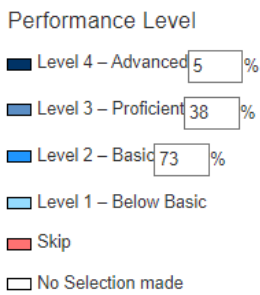 Performance Level
Level 4 – Advanced 5 %
Level 3 – Proficient 38 %
Level 2 – Basic 73 %
Level 1 – Below Basic
Skip
No Selection made